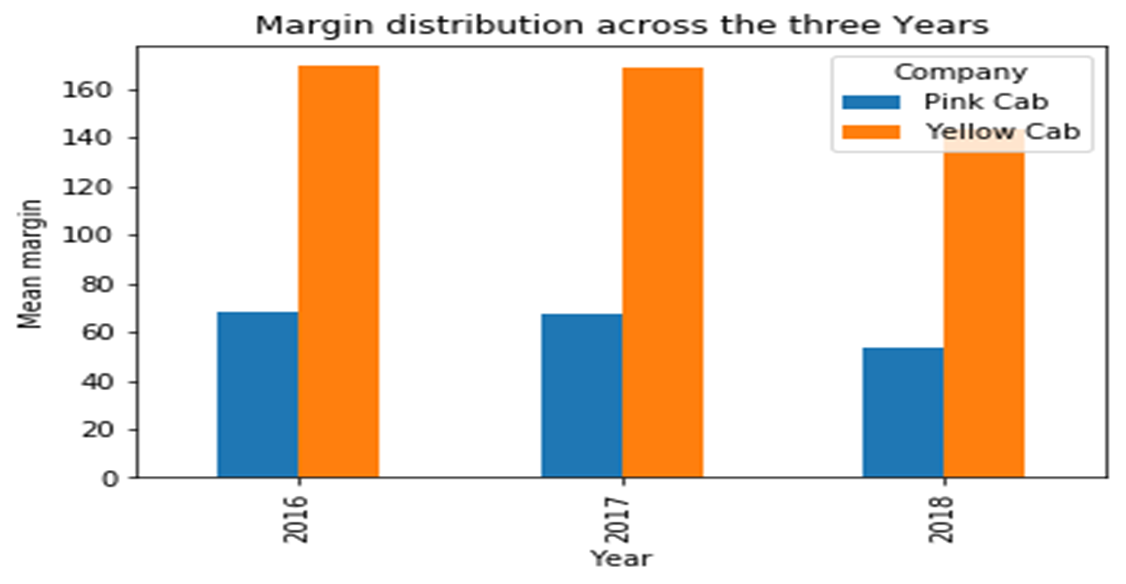 Margin distribution across the three Years
Company
Pink Cab
Yellow Cab
Mean margin
160
140
120
100
80
60
40
20
0
2016
2017
2018
Year